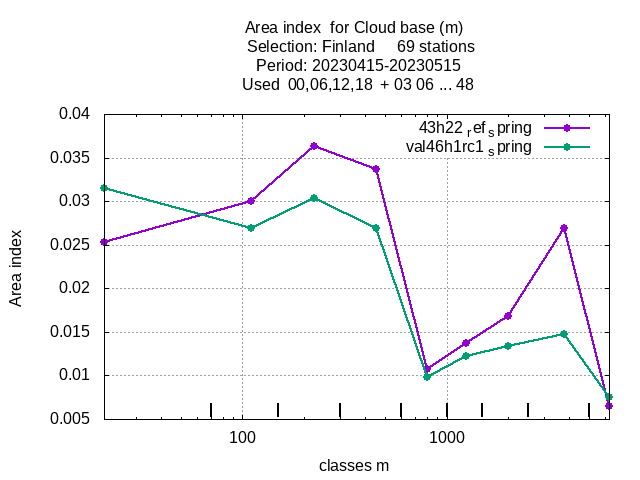 Area index for Cloud base (m)
Selection: Finland 69 stations
Period: 20230415-20230515
Used 00,06,12,18 + 03 06 ... 48
43h22ref_spring
val46h1rc1_spring
0.04
0.035
0.03
0.025
0.02
0.015
0.01
0.005
Area index
100
1000
classes m